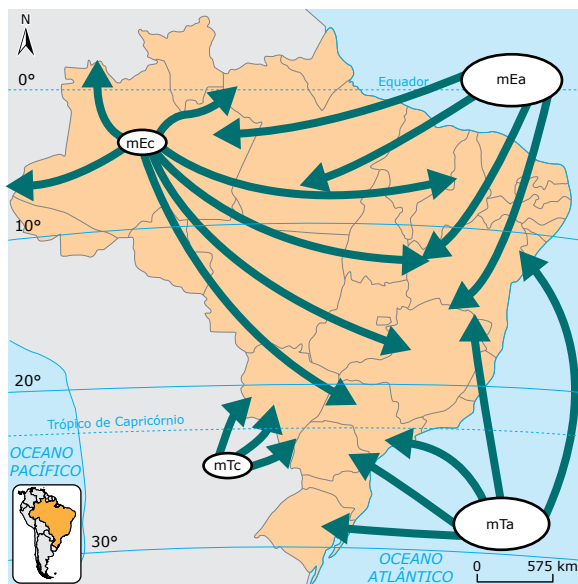 N
mEa
Equador
0°
mEc
10°
20°
Trópico de Capricórnio
OCEANO
PACÍFICO
mTc
mTa
30°
OCEANO
ATLÂNTICO
0 575 km